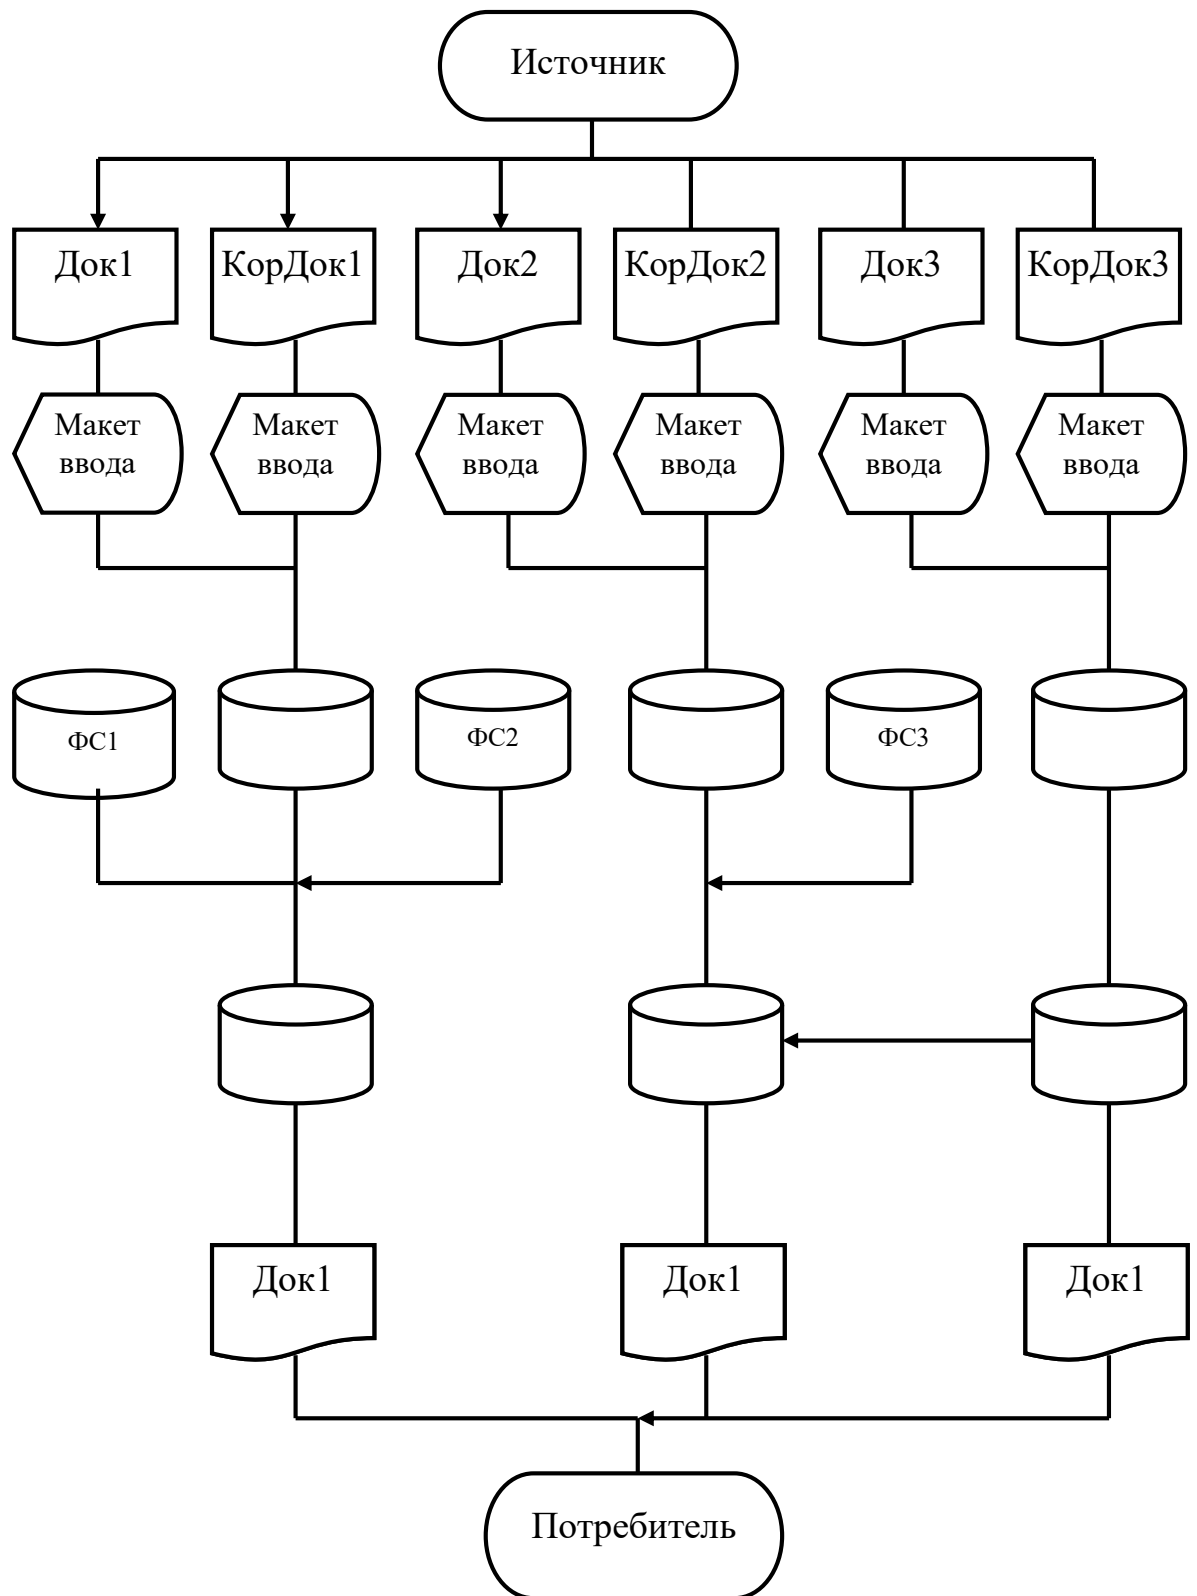 Источник
Док1
КорДок1
Док2
КорДок2
Док3
КорДок3
Макет
ввода
Макет
ввода
Макет
ввода
Макет
ввода
Макет
ввода
Макет
ввода
ФС1
ФС2
ФС3
Док1
Док1
Док1
Потребитель